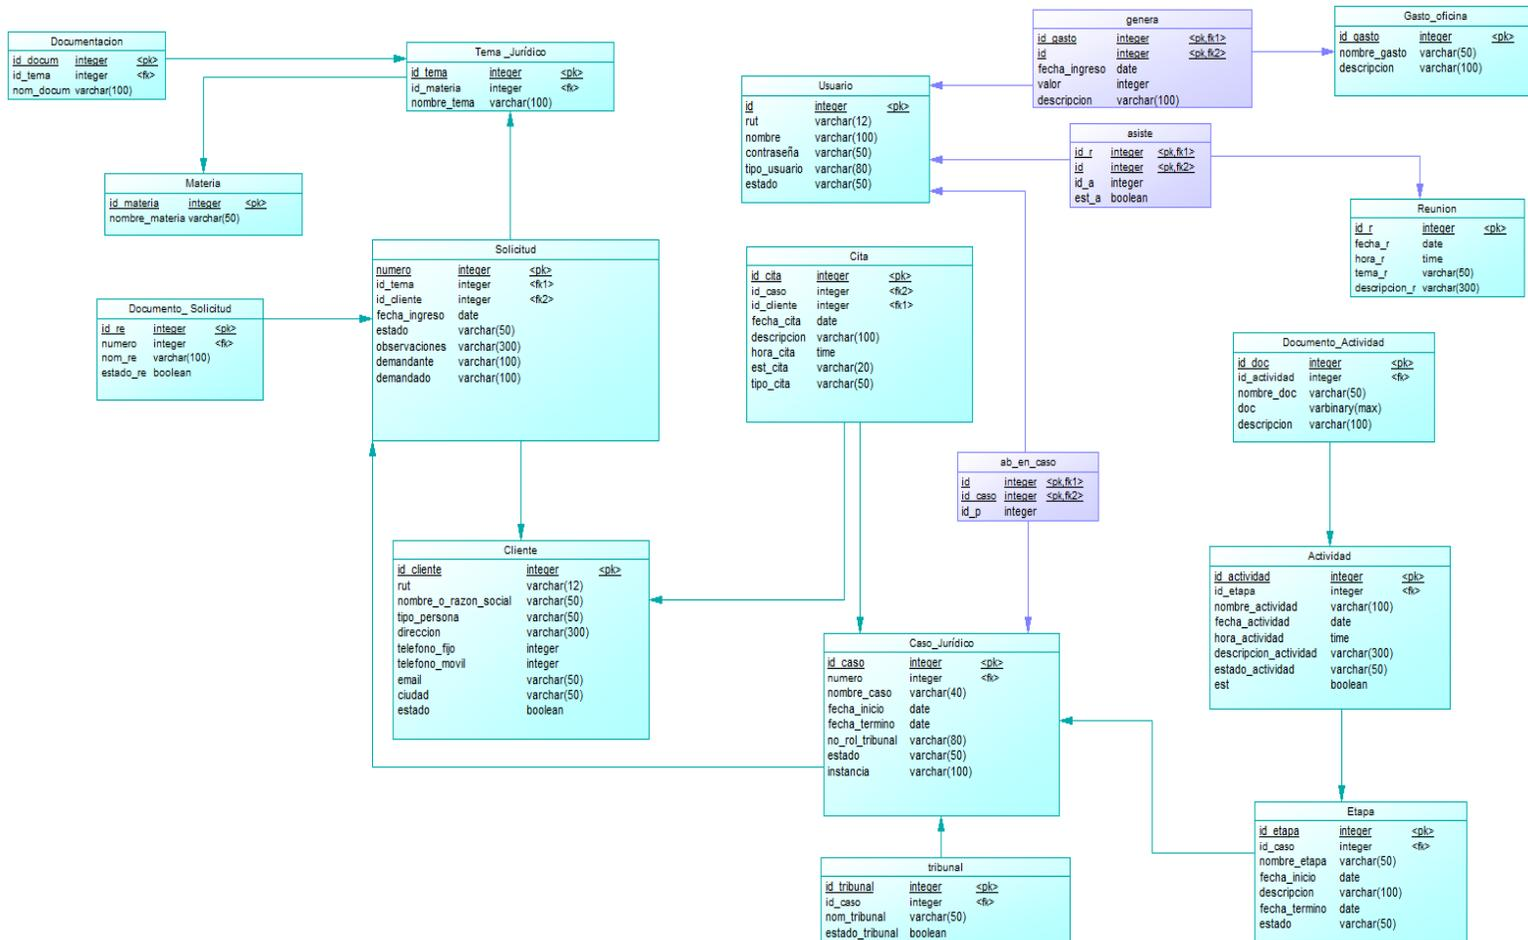 Documentacion
id_docum integer <pk>
id_tema integer <fk>
nom_docum varchar(100)
Tema _Jurídico
id_tema integer <pk>
id_materia integer <fk>
nombre_tema varchar(100)
Materia
id_materia integer <pk>
nombre_materia varchar(50)
Usuario
id integer <pk>
rut varchar(12)
nombre varchar(100)
contraseña varchar(50)
tipo_usuario varchar(80)
estado varchar(50)
genera
id_gasto integer <pk,fk1>
id integer <pk,fk2>
fecha_ingreso date
valor integer
descripcion varchar(100)
Gasto_oficina
id_gasto integer <pk>
nombre_gasto varchar(50)
descripcion varchar(100)
asiste
id_r integer <pk,fk1>
id integer <pk,fk2>
id_a integer
est_a boolean
Reunion
id_r integer <pk>
fecha_r date
hora_r time
tema_r varchar(50)
descripcion_r varchar(300)
Solicitud
numero integer <pk>
id_tema integer <fk1>
id_cliente integer <fk2>
fecha_ingreso date
estado varchar(50)
observaciones varchar(300)
demandante varchar(100)
demandado varchar(100)
Documento_ Solicitud
id_re integer <pk>
numero integer <fk>
nom_re varchar(100)
estado_re boolean
Cita
id_cita integer <pk>
id_caso integer <fk2>
id_cliente integer <fk1>
fecha_cita date
descripcion varchar(100)
hora_cita time
est_cita varchar(20)
tipo_cita varchar(50)
Documento_Actividad
id_doc integer <pk>
id_actividad integer <fk>
nombre_doc varchar(50)
doc varbinary(max)
descripcion varchar(100)
ab_en_caso
id integer <pk,fk1>
id_caso integer <pk,fk2>
id_p integer
Cliente
id_cliente integer <pk>
rut varchar(12)
nombre_o_razon_social varchar(50)
tipo_persona varchar(50)
direccion varchar(300)
telefono_fijo integer
telefono_movil integer
email varchar(50)
ciudad varchar(50)
estado boolean
Actividad
id_actividad integer <pk>
id_etapa integer <fk>
nombre_actividad varchar(100)
fecha_actividad date
hora_actividad time
descripcion_actividad varchar(300)
estado_actividad varchar(50)
est boolean
Caso_Jurídico
id_caso integer <pk>
numero integer <fk>
nombre_caso varchar(40)
fecha_inicio date
fecha_termino date
no_rol_tribunal varchar(80)
estado varchar(50)
instancia varchar(100)
Etapa
id_etapa integer <pk>
id_caso integer <fk>
nombre_etapa varchar(50)
fecha_inicio date
descripcion varchar(100)
fecha_termino date
estado varchar(50)
tribunal
id_tribunal integer <pk>
id_caso integer <fk>
nom_tribunal varchar(50)
estado_tribunal boolean